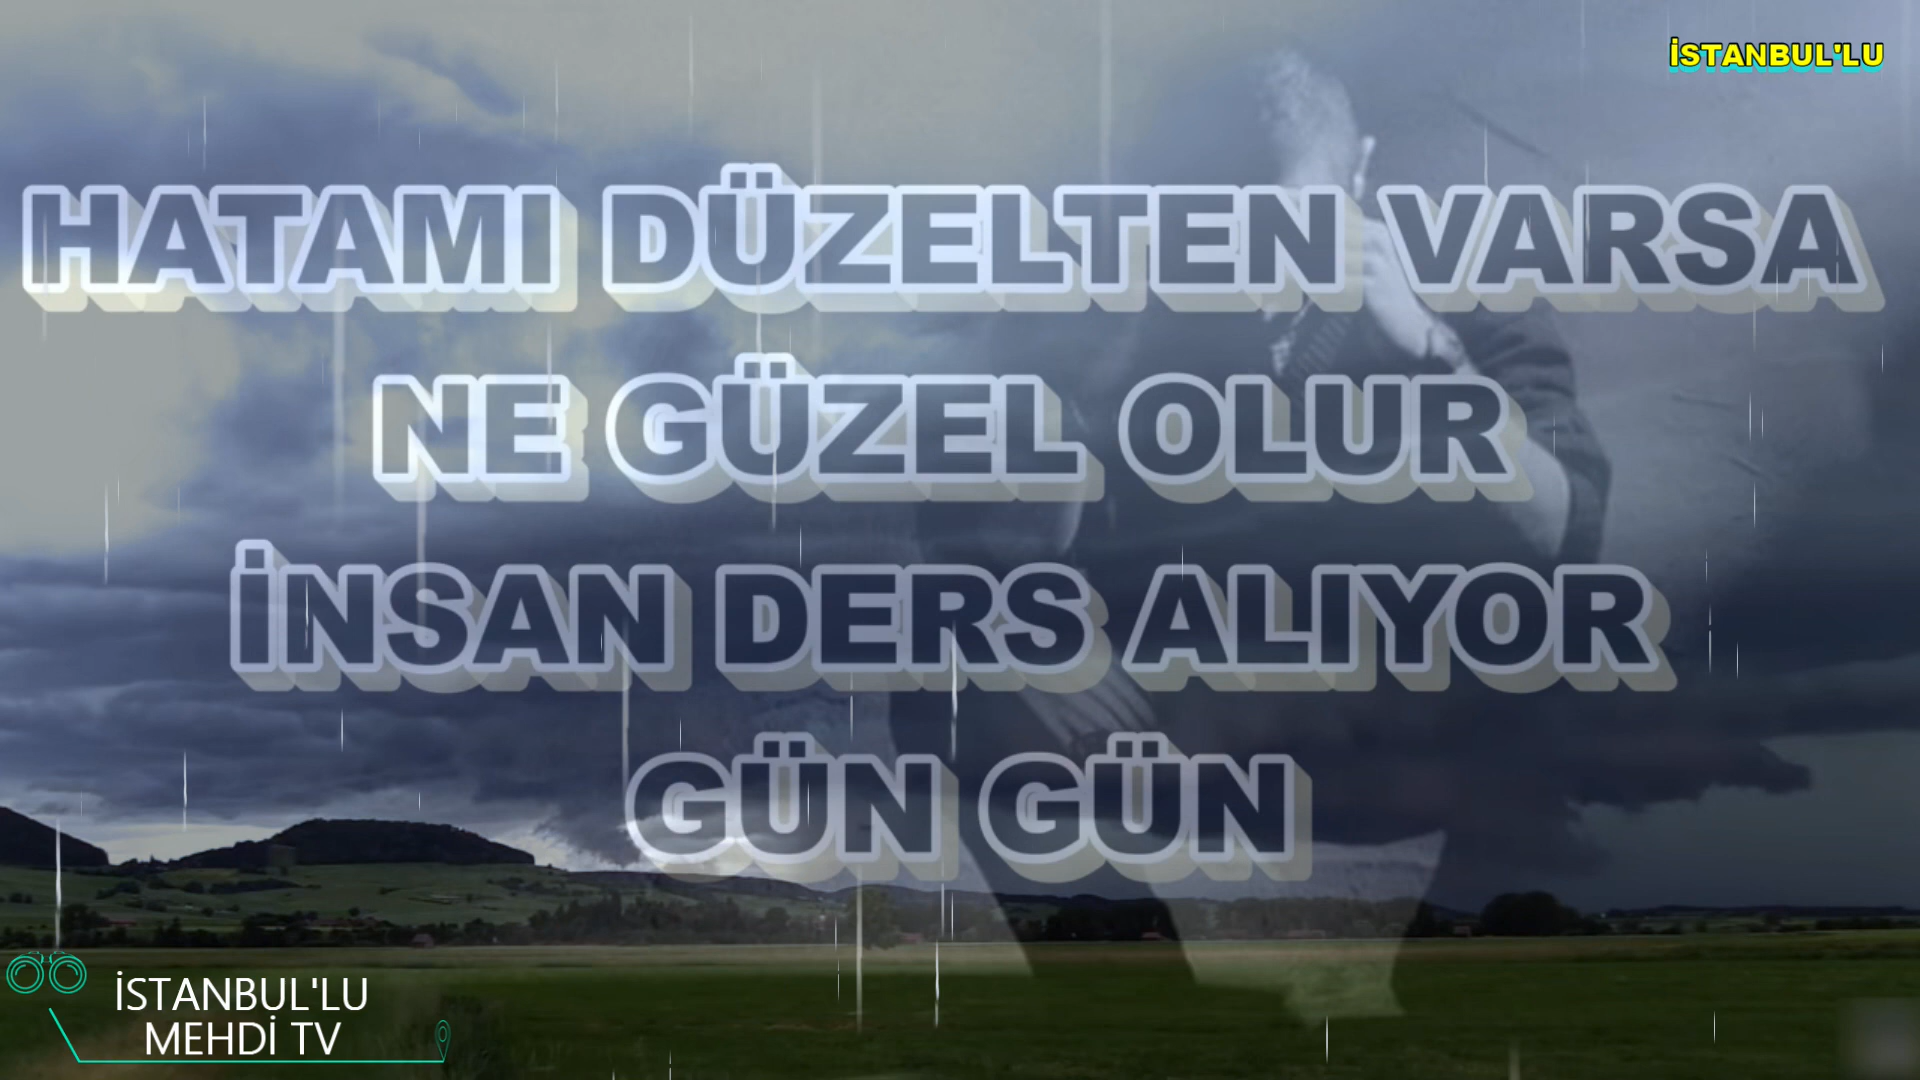 İSTANBUL'LU
HATAMI DÜZELTEN VARSA
NE GÜZEL OLUR
İNSAN DERS ALIYOR
GÜN GÜN
İSTANBUL'LU
MEHDİ TV